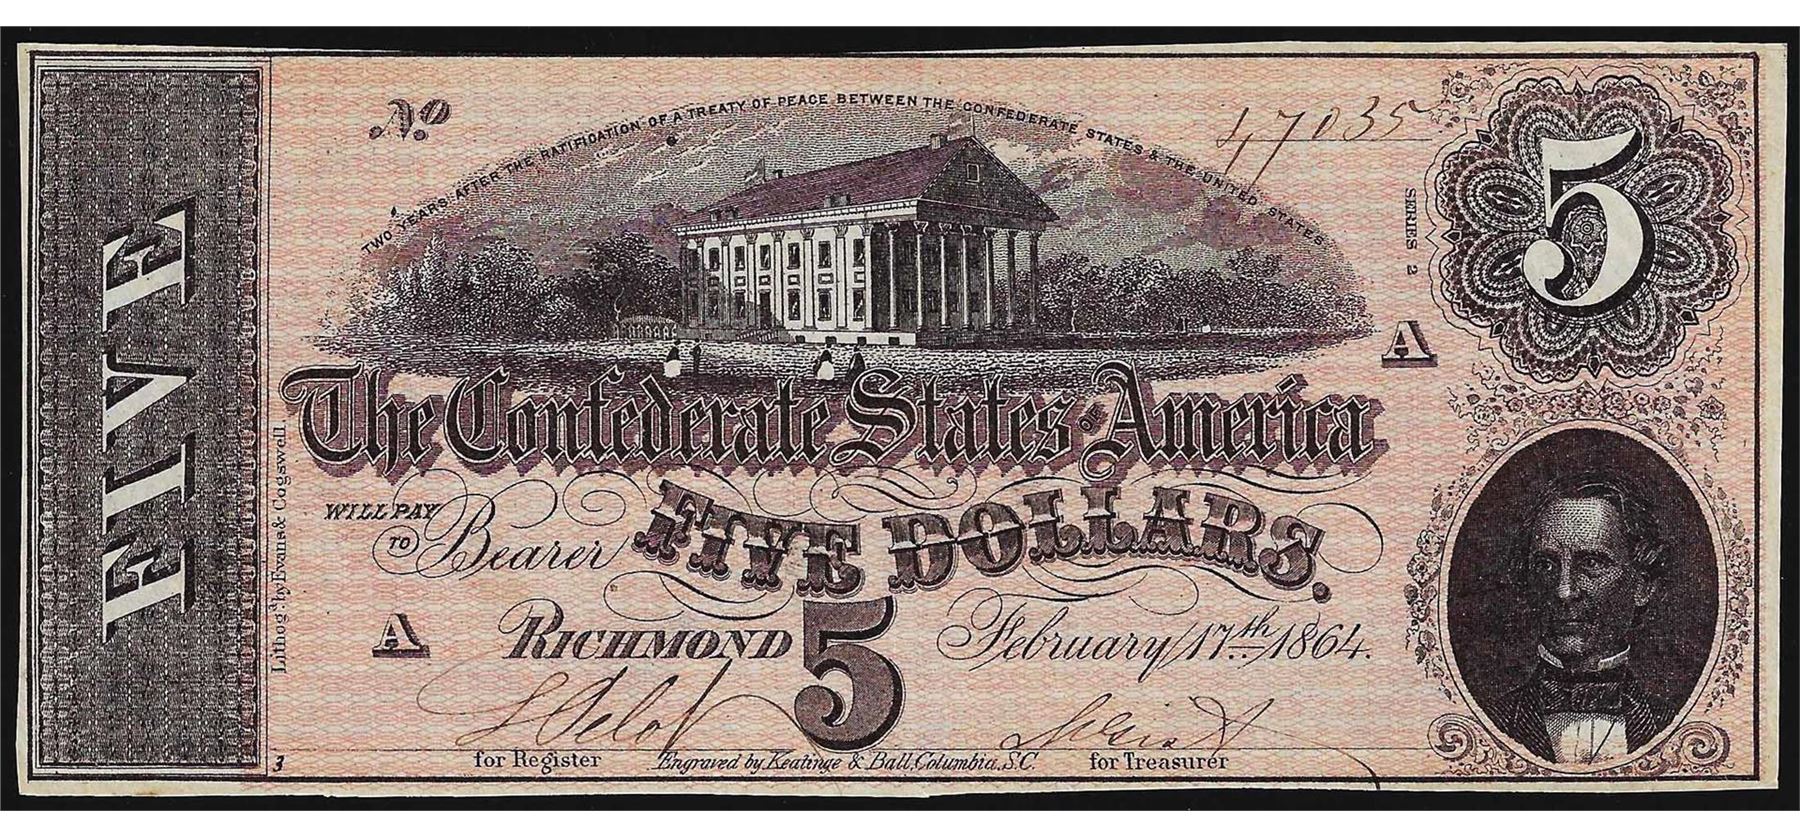 No 47035
TWO YEARS AFTER THE RATIFICATION OF A TREATY OF PEACE BETWEEN THE CONFEDERATE STATES & THE UNITED STATES
5
SERIES 2
A
FIVE
The Confederate States OF America
WILL PAY
TO Bearer
FIVE DOLLARS.
Lithog'd by Evans & Cogswell
A
RICHMOND
5
February 17th 1864.
3
for Register
Engraved by Keatinge & Ball, Columbia, S.C.
for Treasurer